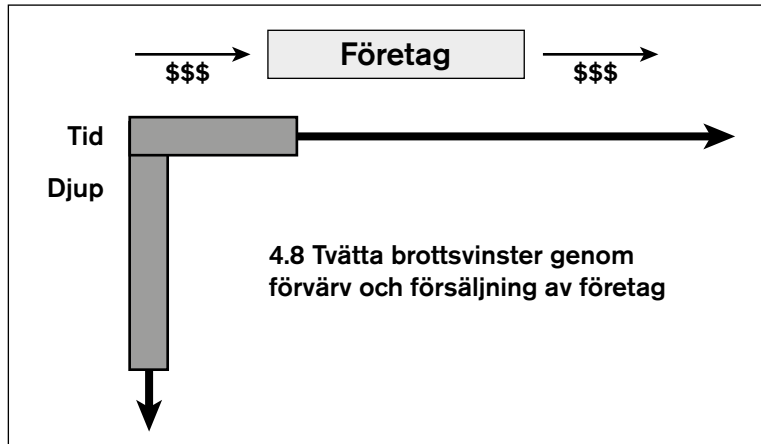 Företag
$$$
$$$
Tid
Djup
4.8 Tvätta brottsvinster genom
förvärv och försäljning av företag